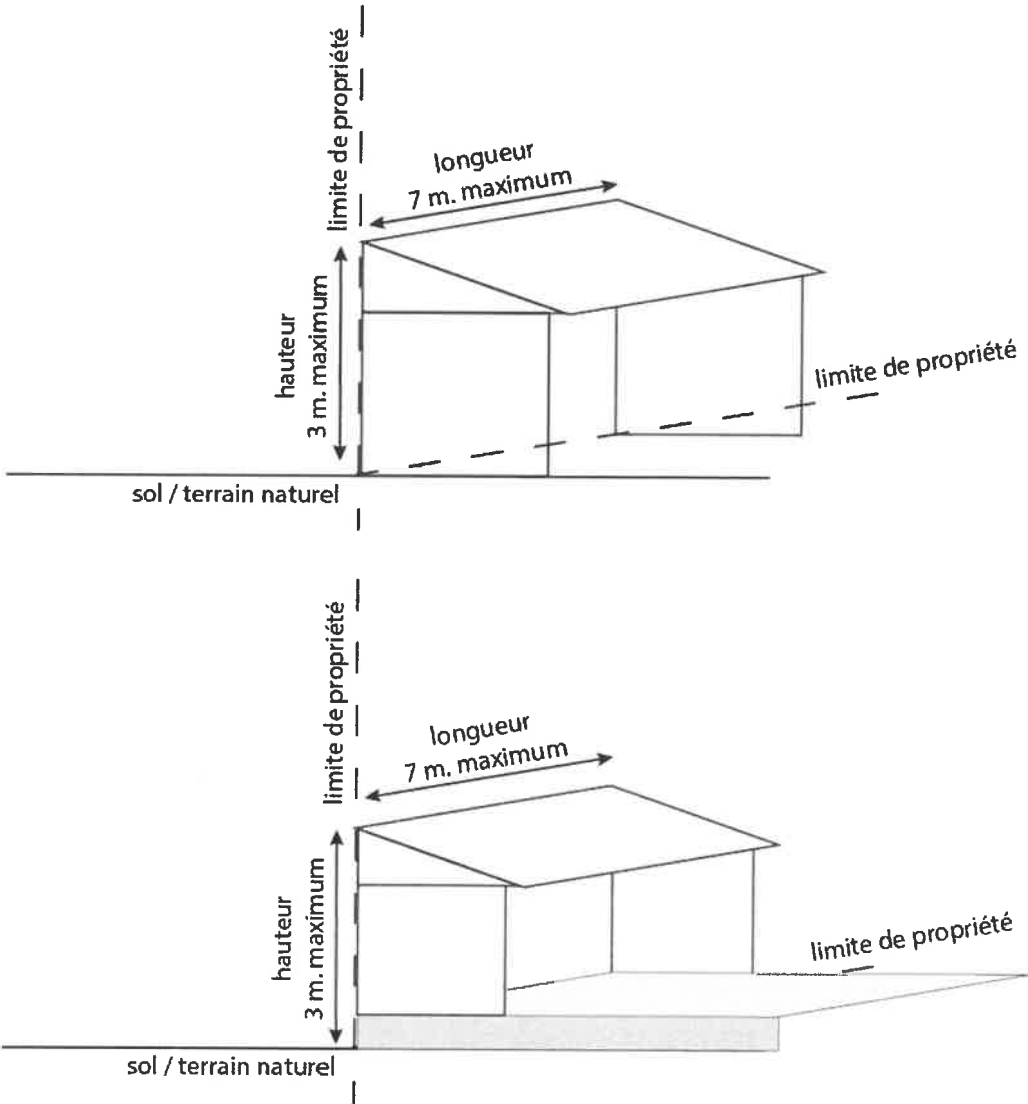 limite de propriété
longueur
7 m. maximum
hauteur
3 m. maximum
limite de propriété
sol / terrain naturel
limite de propriété
longueur
7 m. maximum
hauteur
3 m. maximum
limite de propriété
sol / terrain naturel